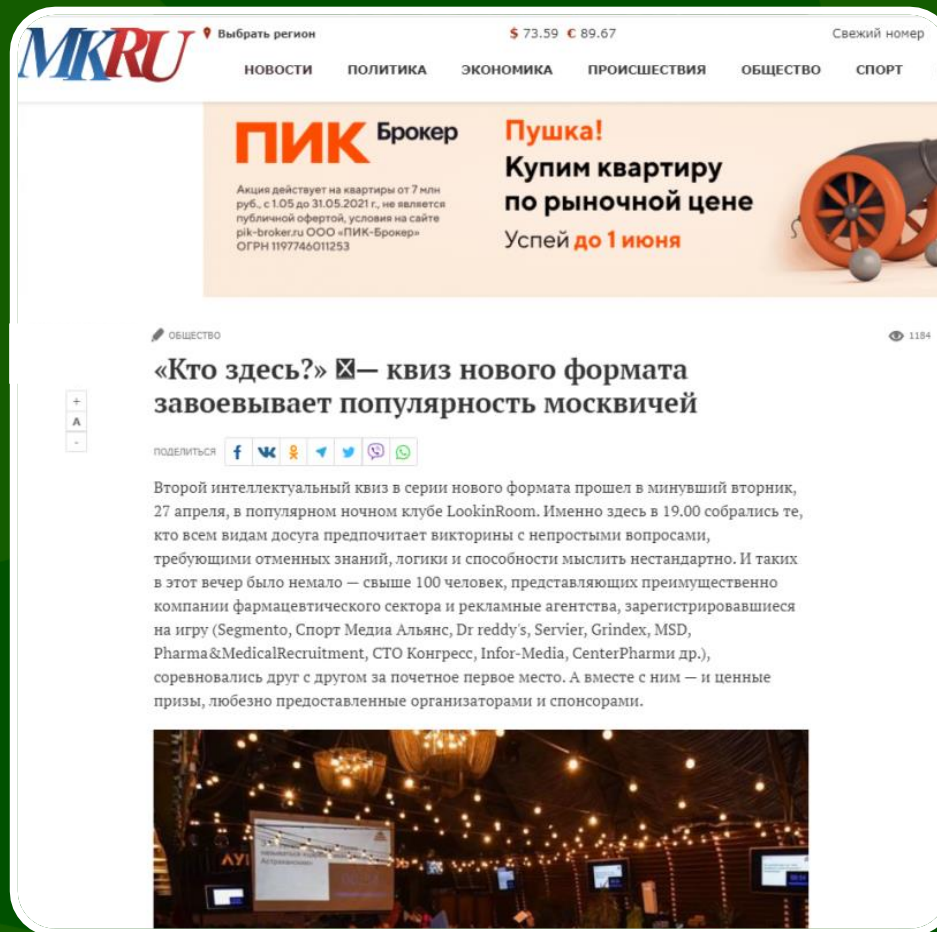 MKRU
Выбрать регион
$ 73.59 € 89.67
Свежий номер
НОВОСТИ ПОЛИТИКА ЭКОНОМИКА ПРОИСШЕСТВИЯ ОБЩЕСТВО СПОРТ
ПИК Брокер
Акция действует на квартиры от 7 млн
руб., с 1.05 до 31.05.2021 г., не является
публичной офертой, условия на сайте
pik-broker.ru ООО «ПИК-Брокер»
ОГРН 1197746011253
Пушка!
Купим квартиру
по рыночной цене
Успей до 1 июня
ОБЩЕСТВО
1184
«Кто здесь?» — квиз нового формата
завоевывает популярность москвичей
+
A
-
ПОДЕЛИТЬСЯ
Второй интеллектуальный квиз в серии нового формата прошел в минувший вторник,
27 апреля, в популярном ночном клубе LookinRoom. Именно здесь в 19.00 собрались те,
кто всем видам досуга предпочитает викторины с непростыми вопросами,
требующими отменных знаний, логики и способности мыслить нестандартно. И таких
в этот вечер было немало — свыше 100 человек, представляющих преимущественно
компании фармацевтического сектора и рекламные агентства, зарегистрировавшиеся
на игру (Segmento, Спорт Медиа Альянс, Dr reddy's, Servier, Grindex, MSD,
Pharma&MedicalRecruitment, СТО Конгресс, Infor-Media, CenterPharmи др.),
соревновались друг с другом за почетное первое место. А вместе с ним — и ценные
призы, любезно предоставленные организаторами и спонсорами.